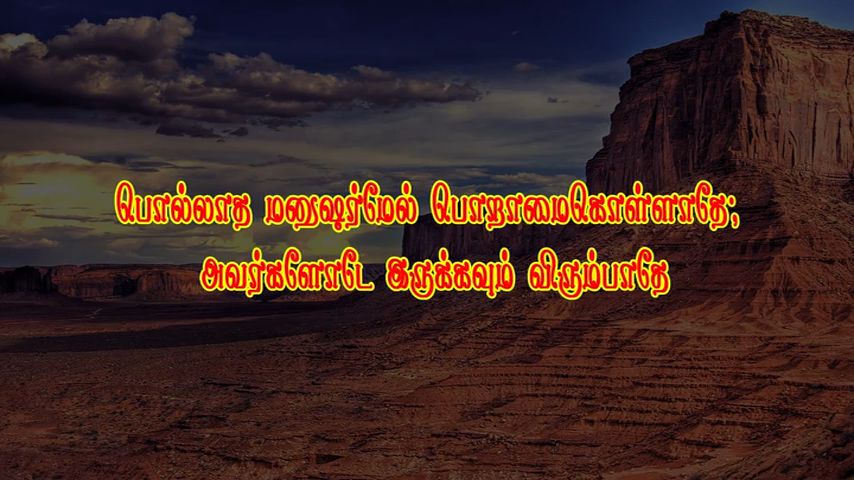 பொல்லாத மனுஷர்மேல் பொறாமைகொள்ளாதே;
அவர்களோடே இருக்கவும் விரும்பாதே